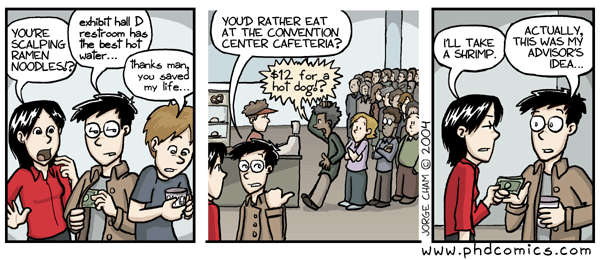 YOU'RE
SCALPING
RAMEN
NOODLES!?
exhibit hall D
restroom has
the best hot
water...
thanks man,
you saved
my life...
YOU'D RATHER EAT
AT THE CONVENTION
CENTER CAFETERIA?
$12 for a
hot dog!?
JORGE CHAM © 2004
I'LL TAKE
A SHRIMP.
ACTUALLY,
THIS WAS MY
ADVISOR'S
IDEA...
www.phdcomics.com